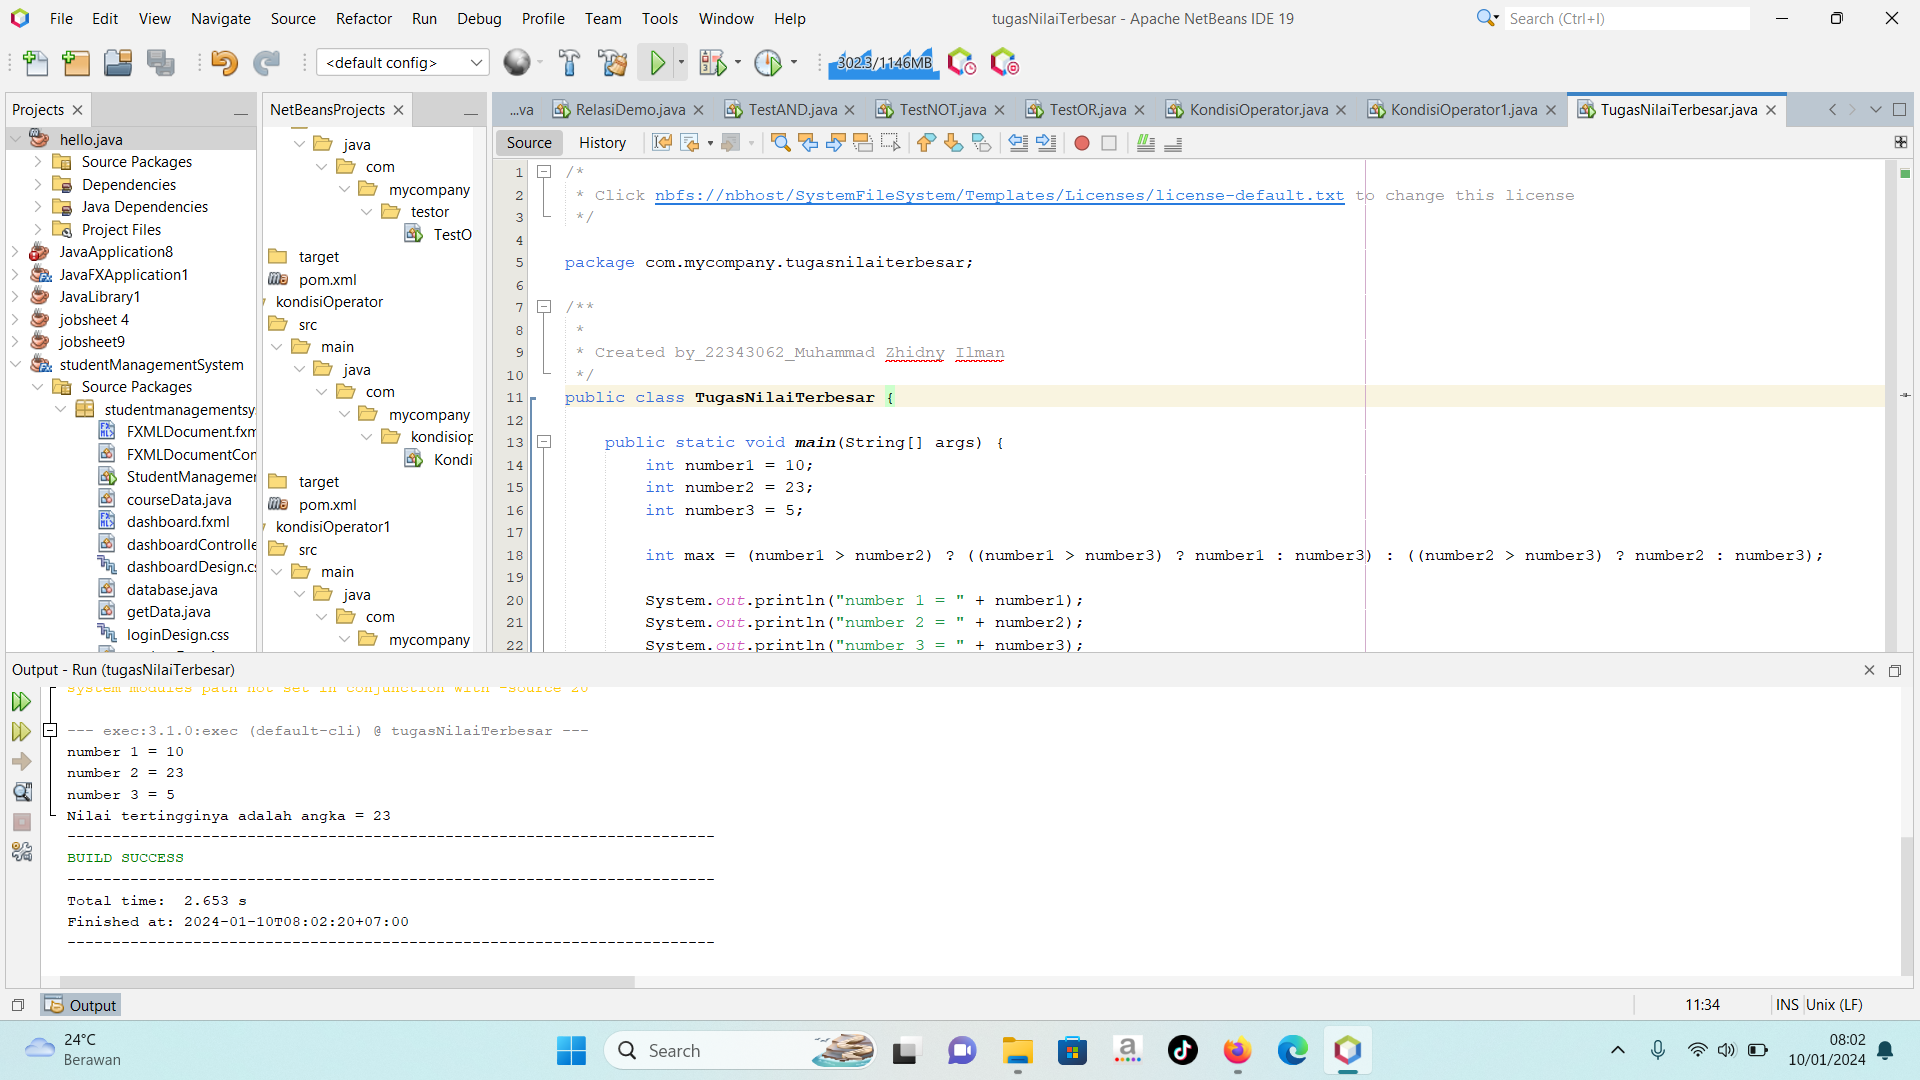 File Edit View Navigate Source Refactor Run Debug Profile Team Tools Window Help
tugasNilaiTerbesar - Apache NetBeans IDE 19
Search (Ctrl+I)
<default config>
302.3/1146MB
Projects
hello.java
Source Packages
Dependencies
Java Dependencies
Project Files
JavaApplication8
JavaFXApplication1
JavaLibrary1
jobsheet 4
jobsheet9
studentManagementSystem
Source Packages
studentmanagementsy
FXMLDocument.fxm
FXMLDocumentCon
StudentManagemer
courseData.java
dashboard.fxml
dashboardControlle
dashboardDesign.cs
database.java
getData.java
loginDesign.css
NetBeansProjects
java
com
mycompany
testor
TestO
target
pom.xml
kondisiOperator
src
main
java
com
mycompany
kondisiop
Kondi
target
pom.xml
kondisiOperator1
src
main
java
com
mycompany
...va RelasiDemo.java TestAND.java TestNOT.java TestOR.java KondisiOperator.java KondisiOperator1.java TugasNilaiTerbesar.java
Source History
1 /*
2 * Click nbfs://nbhost/SystemFileSystem/Templates/Licenses/license-default.txt to change this license
3 */
4
5 package com.mycompany.tugasnilaiterbesar;
6
7 /**
8 *
9 * Created by_22343062_Muhammad Zhidny Ilman
10 */
11 public class TugasNilaiTerbesar {
12
13 public static void main(String[] args) {
14 int number1 = 10;
15 int number2 = 23;
16 int number3 = 5;
17
18 int max = (number1 > number2) ? ((number1 > number3) ? number1 : number3) : ((number2 > number3) ? number2 : number3);
19
20 System.out.println("number 1 = " + number1);
21 System.out.println("number 2 = " + number2);
22 System.out.println("number 3 = " + number3);
Output - Run (tugasNilaiTerbesar)
system modules path not set in conjunction with -source 20
--- exec:3.1.0:exec (default-cli) @ tugasNilaiTerbesar ---
number 1 = 10
number 2 = 23
number 3 = 5
Nilai tertingginya adalah angka = 23
------------------------------------------------------------------------
BUILD SUCCESS
------------------------------------------------------------------------
Total time: 2.653 s
Finished at: 2024-01-10T08:02:20+07:00
------------------------------------------------------------------------
Output
11:34 INS Unix (LF)
24°C
Berawan
Search
08:02
10/01/2024